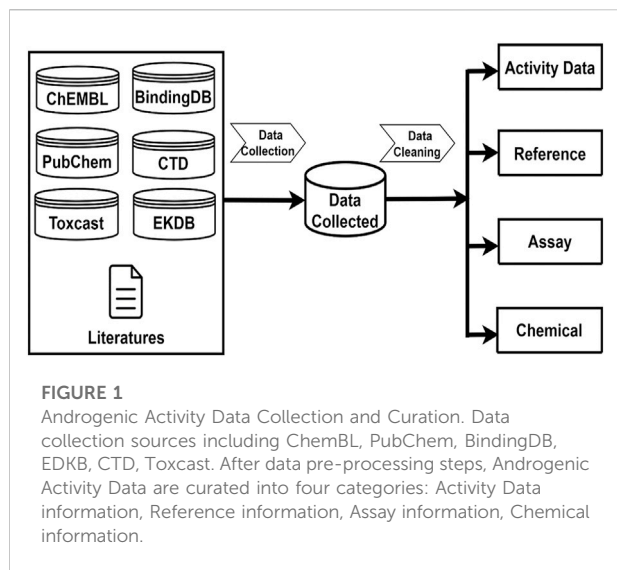 ChEMBL
BindingDB
PubChem
CTD
Toxcast
EKDB
Literatures
Data
Collection
Data
Collected
Data
Cleaning
Activity Data
Reference
Assay
Chemical
FIGURE 1
Androgenic Activity Data Collection and Curation. Data
collection sources including ChemBL, PubChem, BindingDB,
EDKB, CTD, Toxcast. After data pre-processing steps, Androgenic
Activity Data are curated into four categories: Activity Data
information, Reference information, Assay information, Chemical
information.